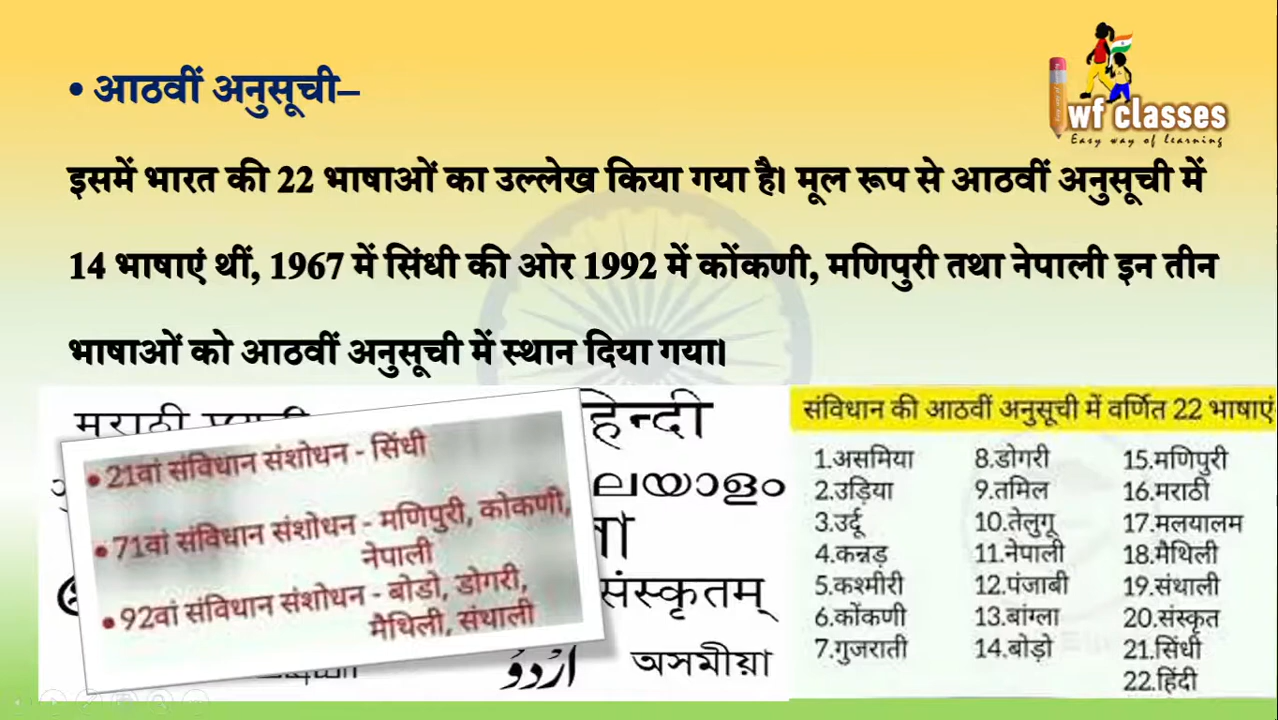 • आठवीं अनुसूची–
wf classes
Easy way of learning
इसमें भारत की 22 भाषाओं का उल्लेख किया गया है। मूल रूप से आठवीं अनुसूची में
14 भाषाएं थीं, 1967 में सिंधी की ओर 1992 में कोंकणी, मणिपुरी तथा नेपाली इन तीन
भाषाओं को आठवीं अनुसूची में स्थान दिया गया।
मराठी
हिन्दी
മലയാളം
संस्कृतम्
اردو
অসমীয়া
• 21वां संविधान संशोधन - सिंधी
• 71वां संविधान संशोधन - मणिपुरी, कोकणी,
नेपाली
• 92वां संविधान संशोधन - बोडो, डोगरी,
मैथिली, संथाली
संविधान की आठवीं अनुसूची में वर्णित 22 भाषाएं
1.असमिया
2.उड़िया
3.उर्दू
4.कन्नड़
5.कश्मीरी
6.कोंकणी
7.गुजराती
8.डोगरी
9.तमिल
10.तेलुगू
11.नेपाली
12.पंजाबी
13.बांग्ला
14.बोड़ो
15.मणिपुरी
16.मराठी
17.मलयालम
18.मैथिली
19.संथाली
20.संस्कृत
21.सिंधी
22.हिंदी